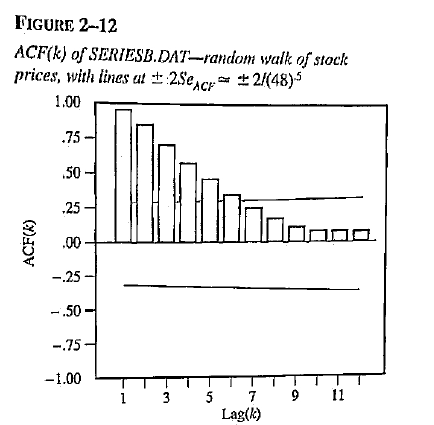 FIGURE 2–12
ACF(k) of SERIESB.DAT—random walk of stock
prices, with lines at ± 2Se_ACF ≃ ± 2/(48)^.5
1.00
.75
.50
.25
.00
−.25
−.50
−.75
−1.00
ACF(k)
1 3 5 7 9 11
Lag(k)